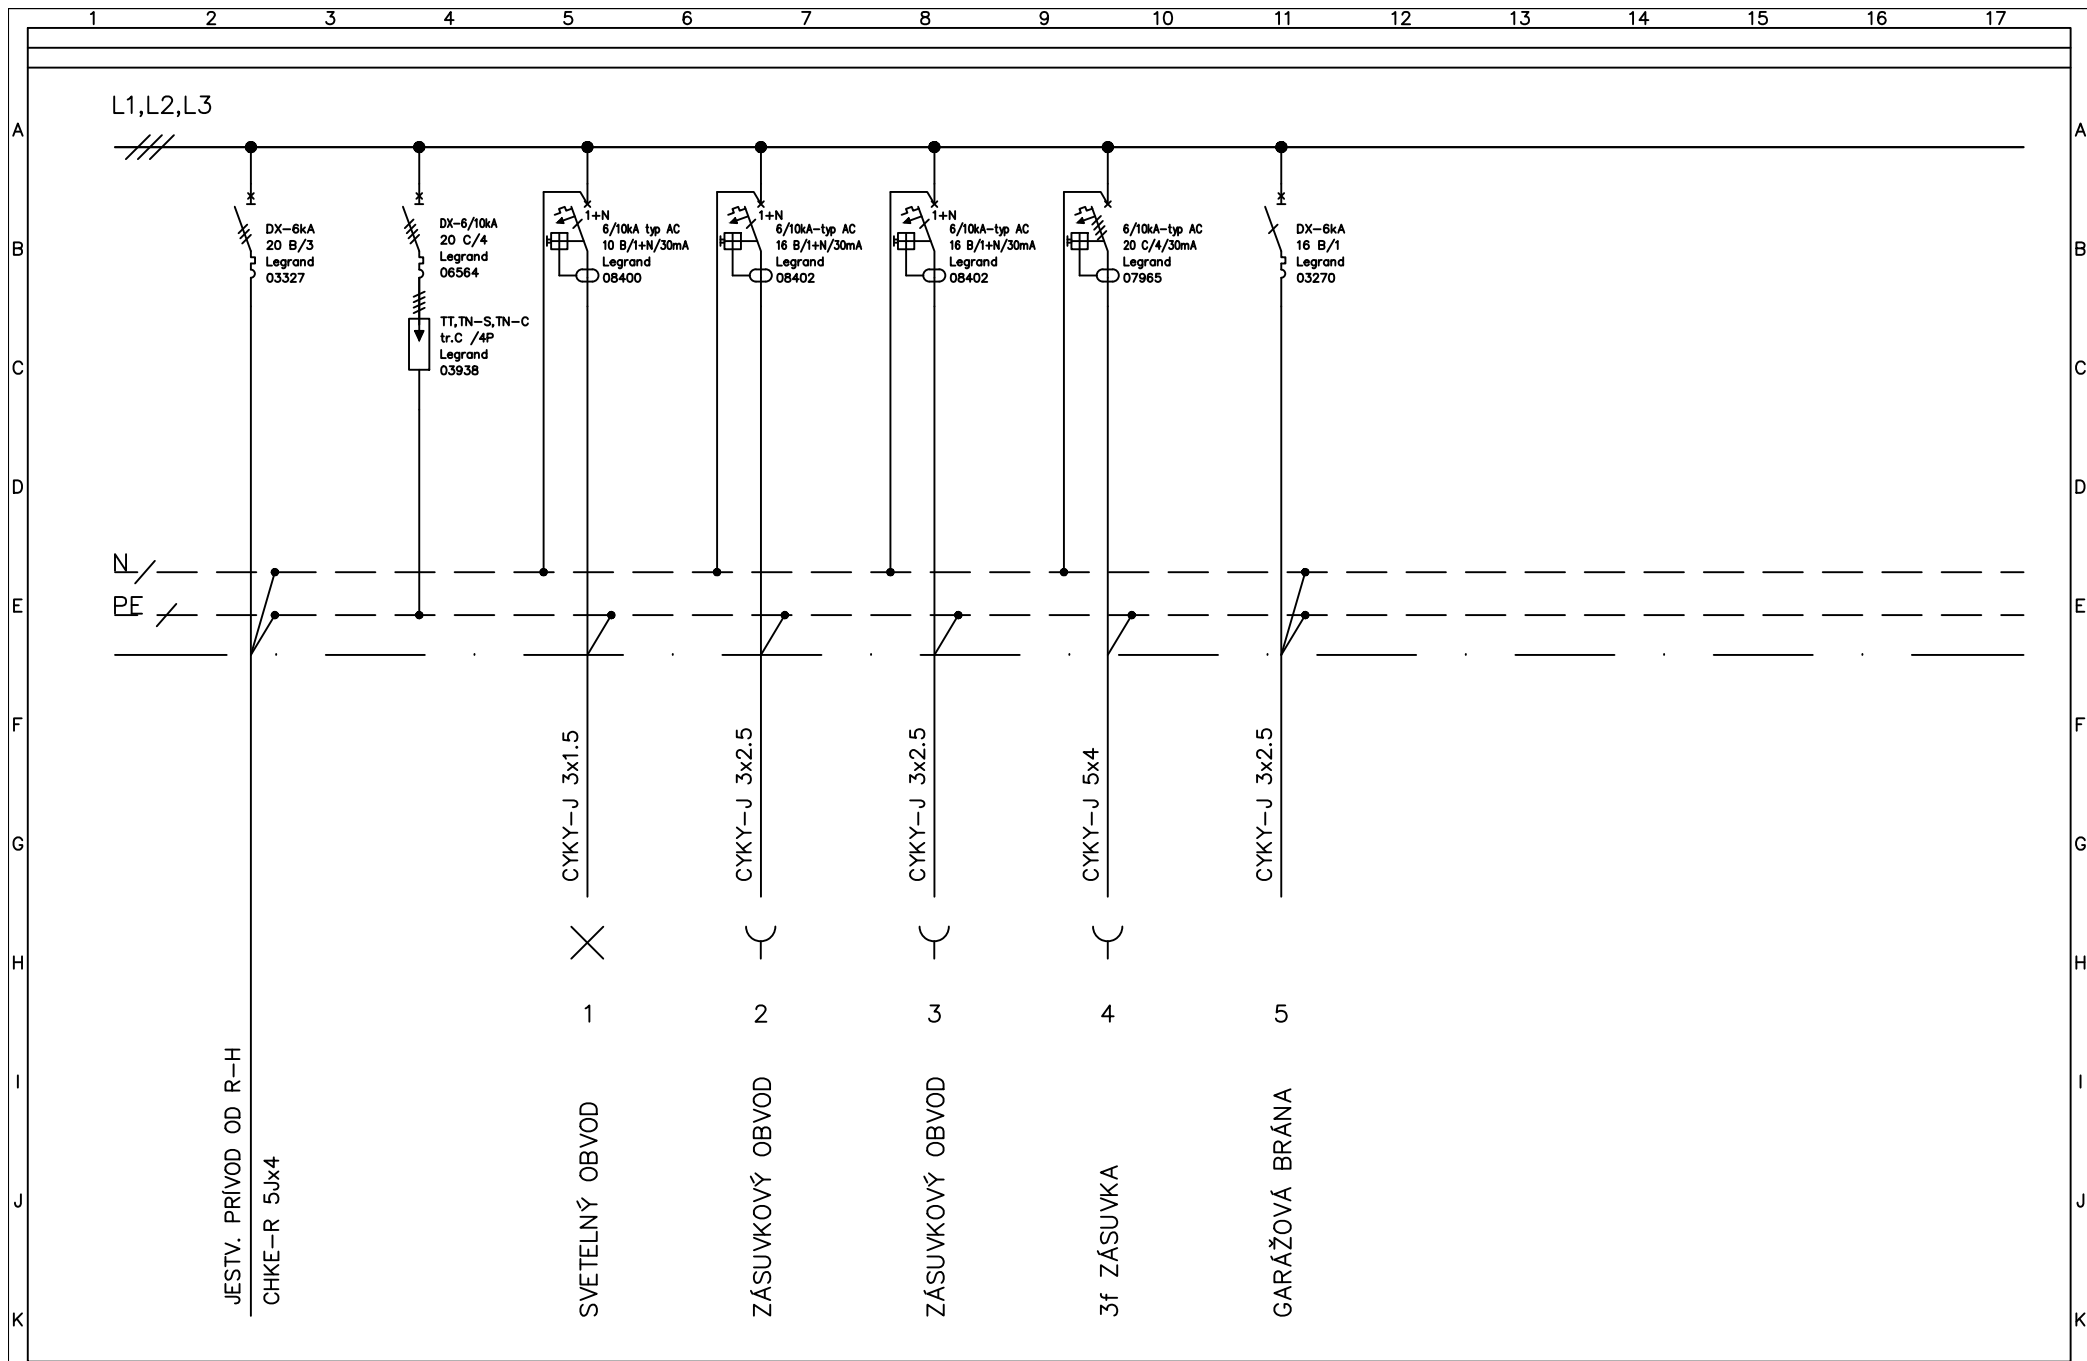 1 2 3 4 5 6 7 8 9 10 11 12 13 14 15 16 17
L1,L2,L3
A A
B B
C C
D D
E E
F F
G G
H H
I I
J J
K K
DX-6kA
20 B/3
Legrand
03327
DX-6/10kA
20 C/4
Legrand
06564
TT,TN-S,TN-C
tr.C /4P
Legrand
03938
1+N
6/10kA typ AC
10 B/1+N/30mA
Legrand
08400
1+N
6/10kA-typ AC
16 B/1+N/30mA
Legrand
08402
1+N
6/10kA-typ AC
16 B/1+N/30mA
Legrand
08402
6/10kA-typ AC
20 C/4/30mA
Legrand
07965
DX-6kA
16 B/1
Legrand
03270
N
PE
CYKY-J 3x1.5
CYKY-J 3x2.5
CYKY-J 3x2.5
CYKY-J 5x4
CYKY-J 3x2.5
1 2 3 4 5
JESTV. PRÍVOD OD R-H
CHKE-R 5Jx4
SVETELNÝ OBVOD
ZÁSUVKOVÝ OBVOD
ZÁSUVKOVÝ OBVOD
3f ZÁSUVKA
GARÁŽOVÁ BRÁNA